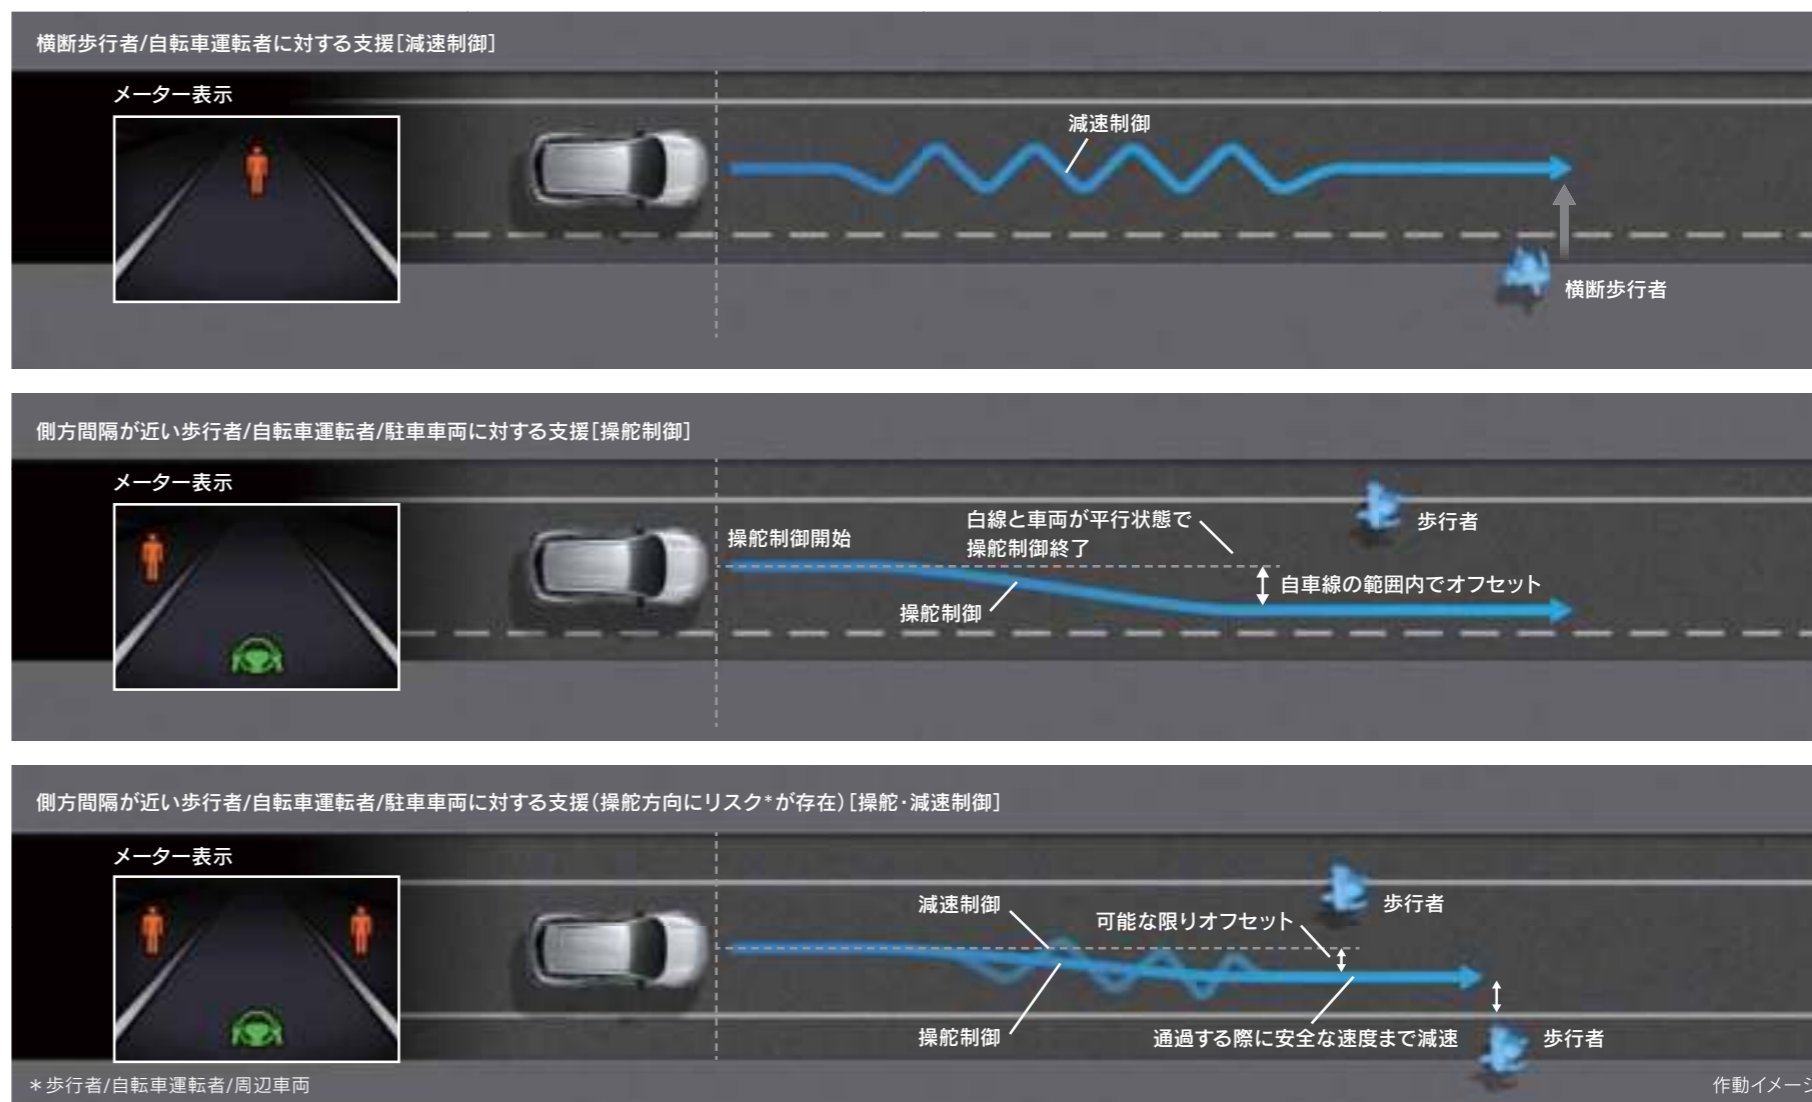 横断歩行者/自転車運転者に対する支援[減速制御]
メーター表示
減速制御
横断歩行者
側方間隔が近い歩行者/自転車運転者/駐車車両に対する支援[操舵制御]
メーター表示
操舵制御開始
白線と車両が平行状態で
操舵制御終了
歩行者
自車線の範囲内でオフセット
操舵制御
側方間隔が近い歩行者/自転車運転者/駐車車両に対する支援(操舵方向にリスク*が存在)[操舵・減速制御]
メーター表示
減速制御
可能な限りオフセット
歩行者
操舵制御
通過する際に安全な速度まで減速
歩行者
*歩行者/自転車運転者/周辺車両
作動イメージ